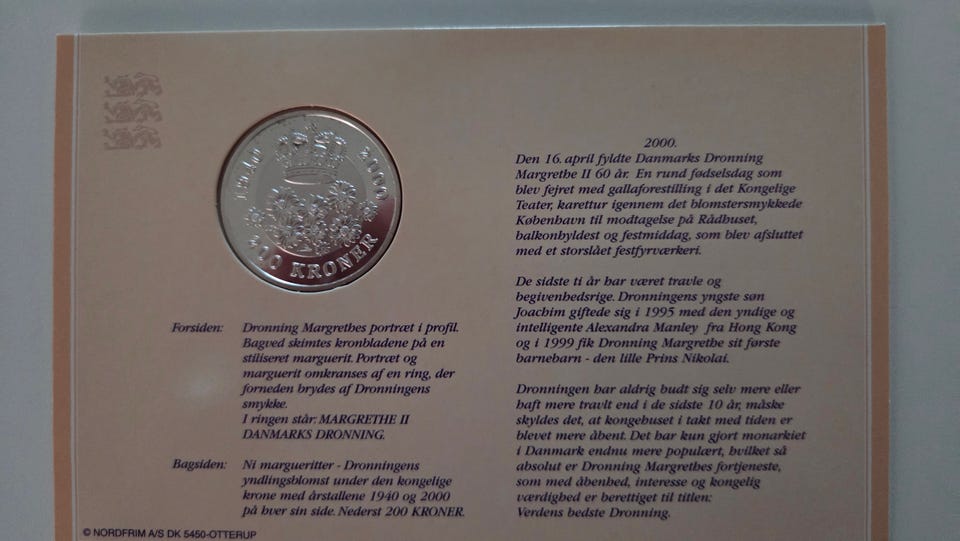 1940 2000
200 KRONER
Forsiden: Dronning Margrethes portræt i profil.
Bagved skimtes kronbladene på en
stiliseret marguerit. Portræt og
marguerit omkranses af en ring, der
forneden brydes af Dronningens
smykke.
I ringen står: MARGRETHE II
DANMARKS DRONNING.
Bagsiden: Ni margueritter - Dronningens
yndlingsblomst under den kongelige
krone med årstallene 1940 og 2000
på hver sin side. Nederst 200 KRONER.
© NORDFRIM A/S DK 5450-OTTERUP
2000.
Den 16. april fyldte Danmarks Dronning
Margrethe II 60 år. En rund fødselsdag som
blev fejret med gallaforestilling i det Kongelige
Teater, karettur igennem det blomstersmykkede
København til modtagelse på Rådhuset,
balkonhyldest og festmiddag, som blev afsluttet
med et storslået festfyrværkeri.
De sidste ti år har været travle og
begivenhedsrige. Dronningens yngste søn
Joachim giftede sig i 1995 med den yndige og
intelligente Alexandra Manley fra Hong Kong
og i 1999 fik Dronning Margrethe sit første
barnebarn - den lille Prins Nikolai.
Dronningen har aldrig budt sig selv mere eller
haft mere travlt end i de sidste 10 år, måske
skyldes det, at kongehuset i takt med tiden er
blevet mere åbent. Det har kun gjort monarkiet
i Danmark endnu mere populært, hvilket så
absolut er Dronning Margrethes fortjeneste,
som med åbenhed, interesse og kongelig
værdighed er berettiget til titlen:
Verdens bedste Dronning.